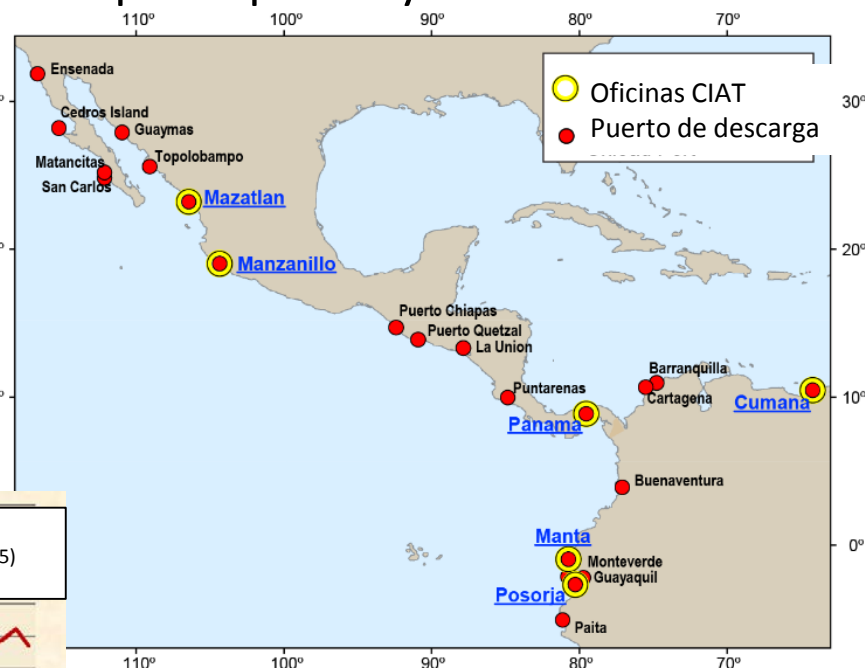 110º 100º 90º 80º 70º
Ensenada
Cedros Island
Guaymas
Matancitas
Topolobampo
San Carlos
Mazatlan
Manzanillo
Oficinas CIAT
Puerto de descarga
30º
20º
Puerto Chiapas
Puerto Quetzal
La Union
Puntarenas
Panama
Barranquilla
Cartagena
Cumana
10º
Buenaventura
Manta
Monteverde
Guayaquil
Posorja
Paita
0º
5)
110º 100º 90º 80º 70º